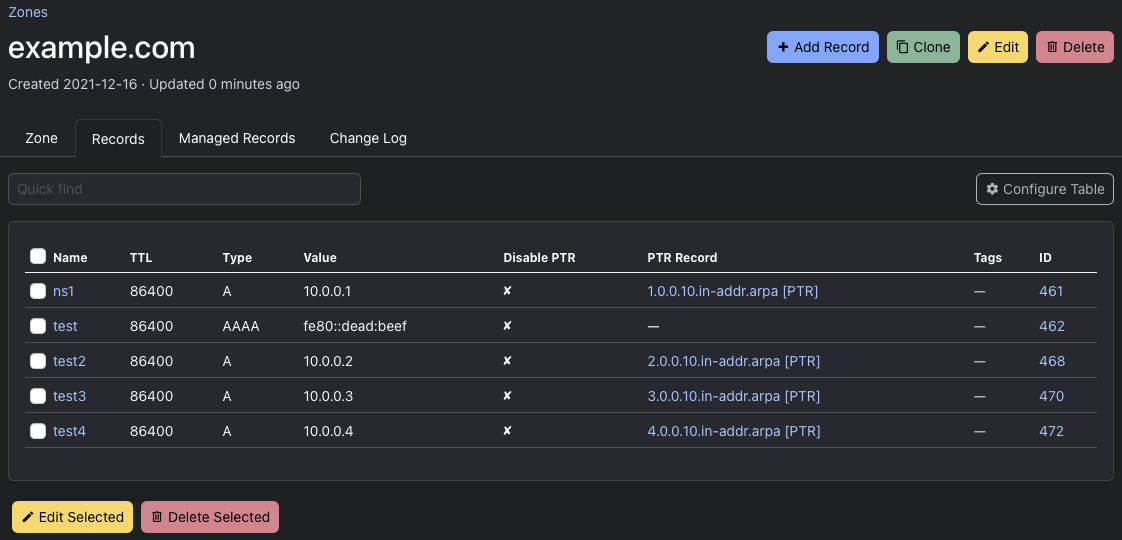 Zones
example.com
Add Record Clone Edit Delete
Created 2021-12-16 · Updated 0 minutes ago
Zone Records Managed Records Change Log
Quick find Configure Table
Name TTL Type Value Disable PTR PTR Record Tags ID
ns1 86400 A 10.0.0.1 ✘ 1.0.0.10.in-addr.arpa [PTR] — 461
test 86400 AAAA fe80::dead:beef ✘ — — 462
test2 86400 A 10.0.0.2 ✘ 2.0.0.10.in-addr.arpa [PTR] — 468
test3 86400 A 10.0.0.3 ✘ 3.0.0.10.in-addr.arpa [PTR] — 470
test4 86400 A 10.0.0.4 ✘ 4.0.0.10.in-addr.arpa [PTR] — 472
Edit Selected Delete Selected